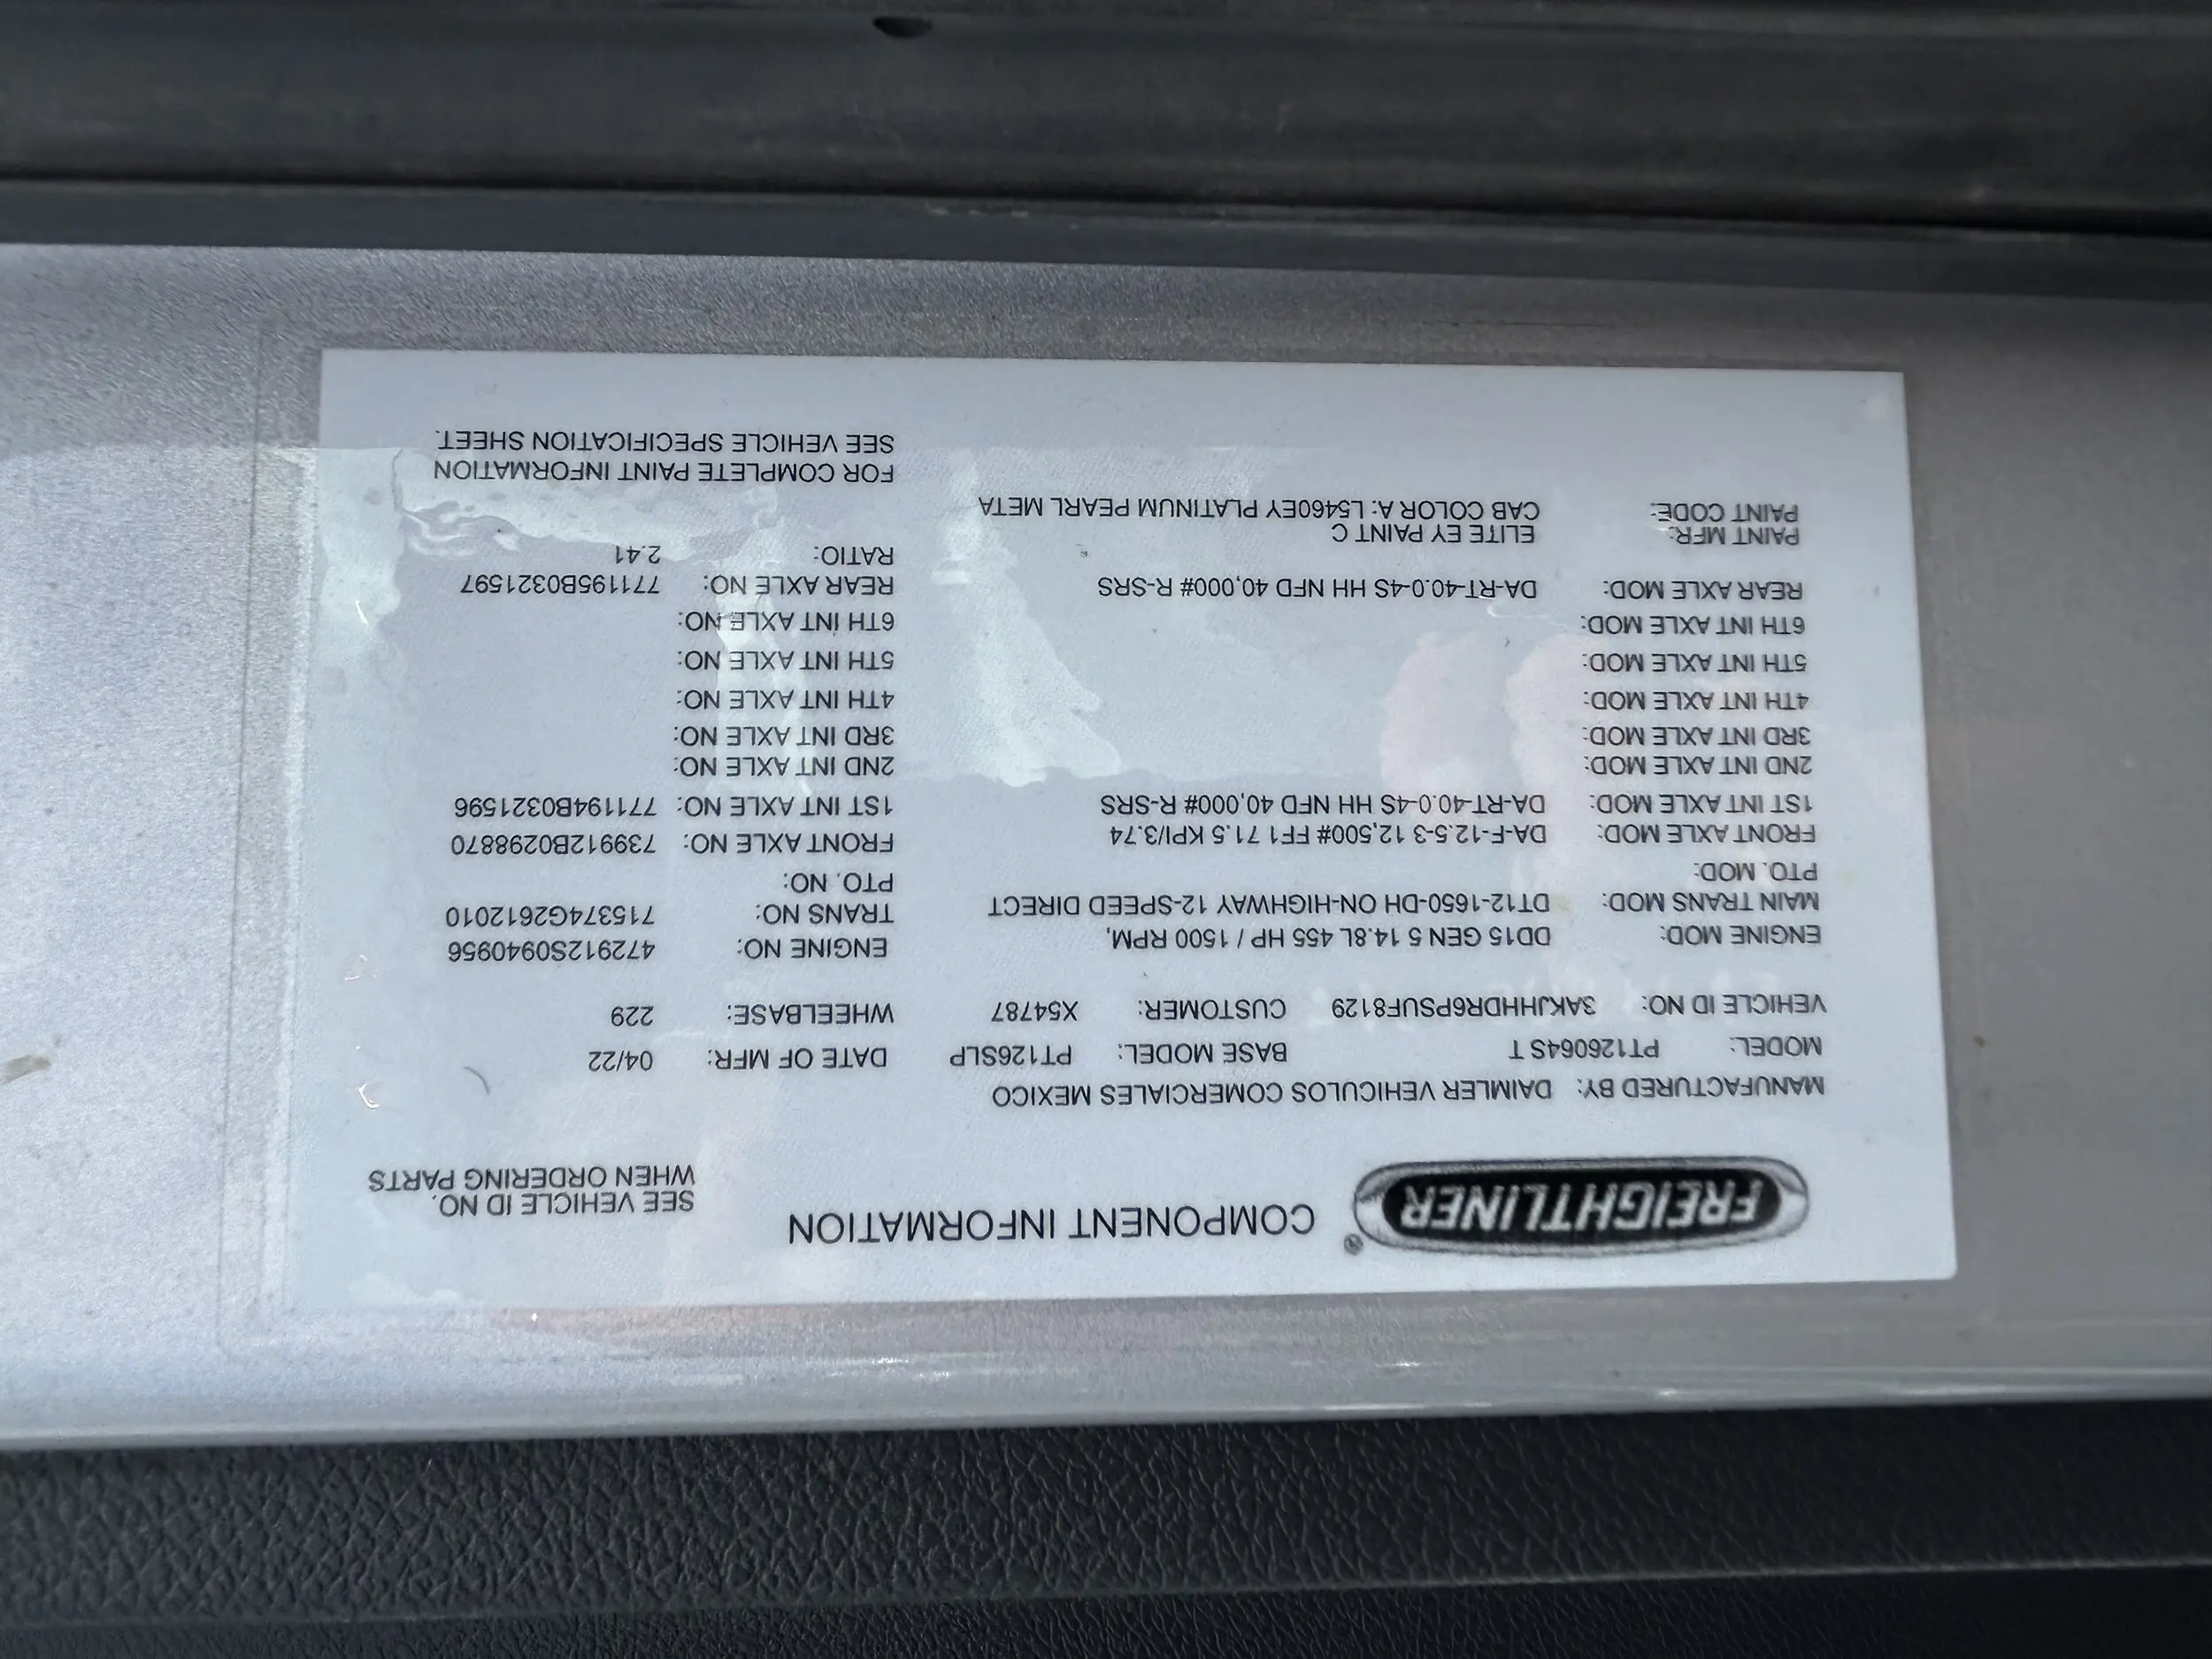 FREIGHTLINER®
COMPONENT INFORMATION
SEE VEHICLE ID NO.
WHEN ORDERING PARTS
MANUFACTURED BY: DAIMLER VEHICULOS COMERCIALES MEXICO
MODEL: PT126064S T BASE MODEL: PT126SLP DATE OF MFR: 04/22
VEHICLE ID NO: 3AKJHHDR6PSUF8129 CUSTOMER: X54787 WHEELBASE: 229
ENGINE MOD: DD15 GEN 5 14.8L 455 HP / 1500 RPM, ENGINE NO: 472912S0940956
MAIN TRANS MOD: DT12-1650-DH ON-HIGHWAY 12-SPEED DIRECT TRANS NO: 715374G2612010
PTO. MOD: PTO. NO:
FRONT AXLE MOD: DA-F-12.5-3 12,500# FF1 71.5 KPI/3.74 FRONT AXLE NO: 739912B0298870
1ST INT AXLE MOD: DA-RT-40.0-4S HH NFD 40,000# R-SRS 1ST INT AXLE NO: 771194B0321596
2ND INT AXLE MOD: 2ND INT AXLE NO:
3RD INT AXLE MOD: 3RD INT AXLE NO:
4TH INT AXLE MOD: 4TH INT AXLE NO:
5TH INT AXLE MOD: 5TH INT AXLE NO:
6TH INT AXLE MOD: 6TH INT AXLE NO:
REAR AXLE MOD: DA-RT-40.0-4S HH NFD 40,000# R-SRS REAR AXLE NO: 771195B0321597
RATIO: 2.41
PAINT MFR: ELITE EY PAINT C
PAINT CODE: CAB COLOR A: L5460EY PLATINUM PEARL META
FOR COMPLETE PAINT INFORMATION
SEE VEHICLE SPECIFICATION SHEET.